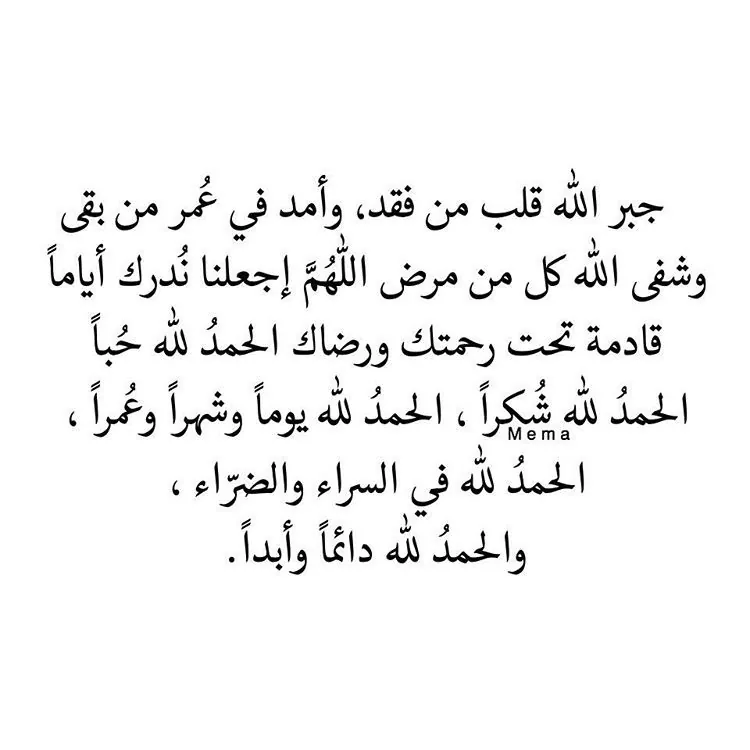 جبر الله قلب من فقد، وأمد في عُمر من بقى
وشفى الله كل من مرض اللّهُمَّ إجعلنا نُدرك أياماً
قادمة تحت رحمتك ورضاك الحمدُ لله حُباً
الحمدُ لله شُكراً ، الحمدُ لله يوماً وشهراً وعُمراً ،
Mema
الحمدُ لله في السراء والضرّاء ،
والحمدُ لله دائماً وأبداً.